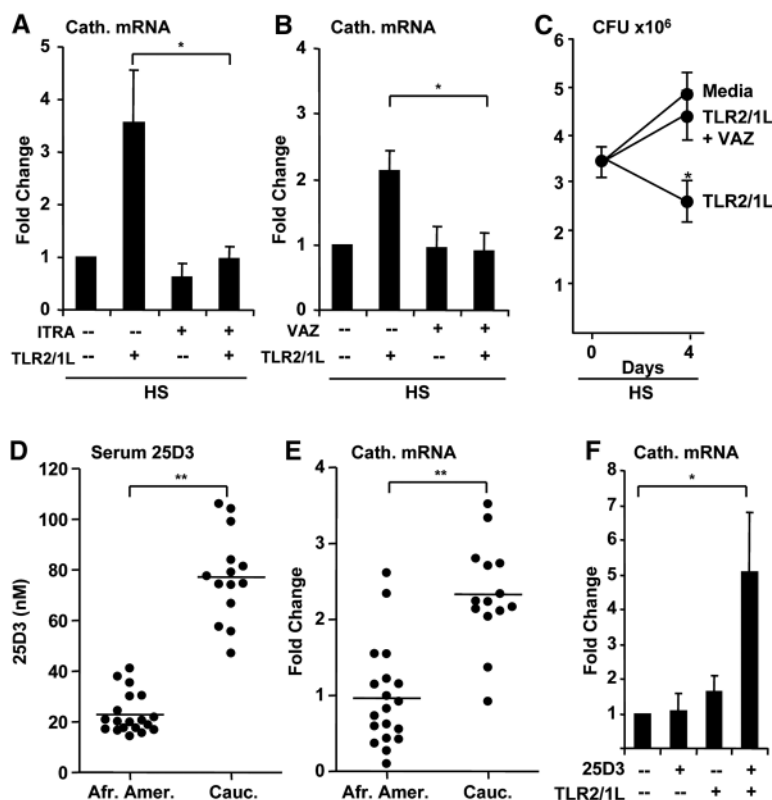 A Cath. mRNA
Fold Change
5
4
3
2
1
0
ITRA -- -- + +
TLR2/1L -- + -- +
HS
*
B Cath. mRNA
Fold Change
4
3
2
1
0
VAZ -- -- + +
TLR2/1L -- + -- +
HS
*
C CFU x10⁶
6
5
4
3
2
1
Media
TLR2/1L
+ VAZ
*
TLR2/1L
0 4
Days
HS
D Serum 25D3
25D3 (nM)
120
100
80
60
40
20
0
**
Afr. Amer. Cauc.
E Cath. mRNA
Fold Change
4
3
2
1
0
**
Afr. Amer. Cauc.
F Cath. mRNA
Fold Change
8
7
6
5
4
3
2
1
*
25D3 -- + -- +
TLR2/1L -- -- + +